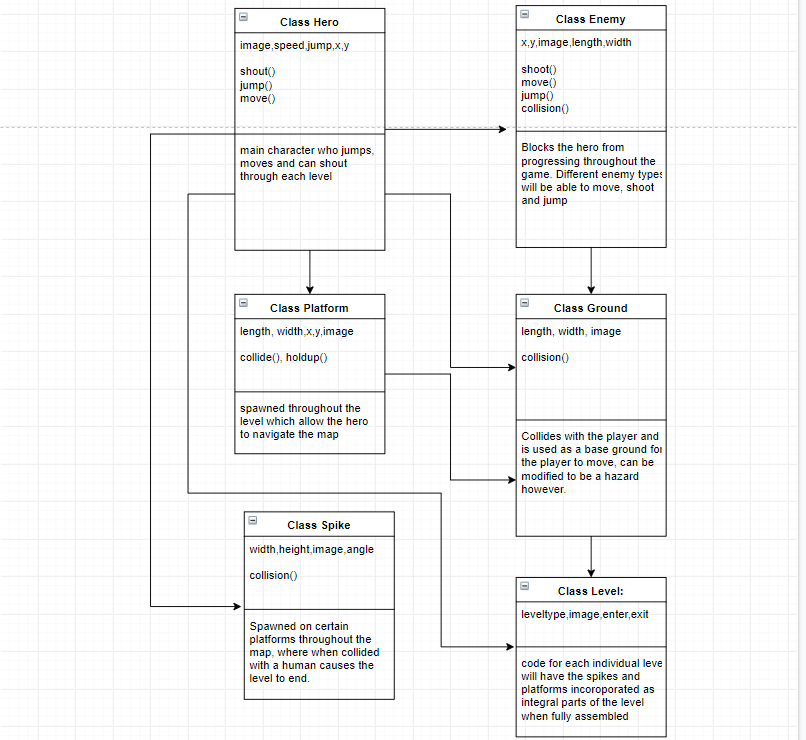 Class Hero
image,speed,jump,x,y
shout()
jump()
move()
main character who jumps,
moves and can shout
through each level
Class Enemy
x,y,image,length,width
shoot()
move()
jump()
collision()
Blocks the hero from
progressing throughout the
game. Different enemy types
will be able to move, shoot
and jump
Class Platform
length, width,x,y,image
collide(), holdup()
spawned throughout the
level which allow the hero
to navigate the map
Class Ground
length, width, image
collision()
Collides with the player and
is used as a base ground for
the player to move, can be
modified to be a hazard
however.
Class Spike
width,height,image,angle
collision()
Spawned on certain
platforms throughout the
map, where when collided
with a human causes the
level to end.
Class Level:
leveltype,image,enter,exit
code for each individual leve
will have the spikes and
platforms incoroporated as
integral parts of the level
when fully assembled